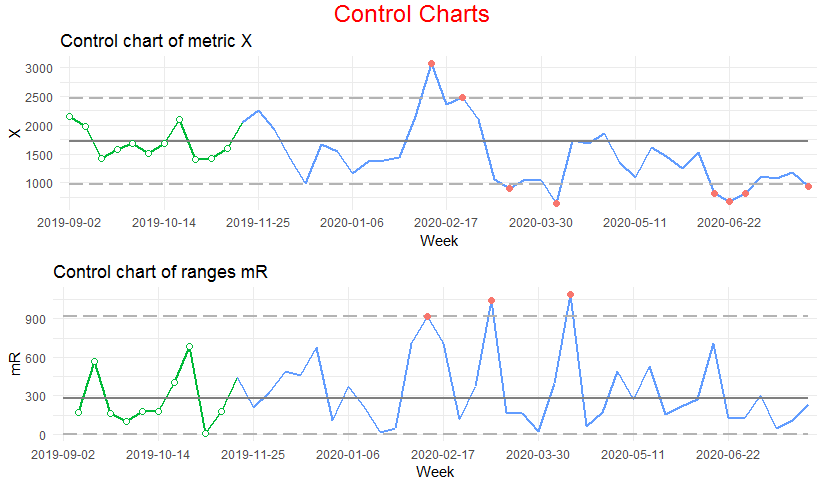 Control Charts
Control chart of metric X
3000
2500
2000
1500
1000
X
2019-09-02 2019-10-14 2019-11-25 2020-01-06 2020-02-17 2020-03-30 2020-05-11 2020-06-22
Week
Control chart of ranges mR
900
600
300
0
mR
2019-09-02 2019-10-14 2019-11-25 2020-01-06 2020-02-17 2020-03-30 2020-05-11 2020-06-22
Week